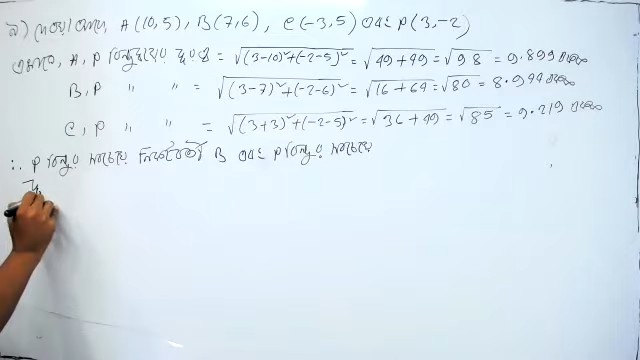 ২) দেওয়া আছে, A(10,5), B(7,6), C(-3,5) এবং P(3,-2)
এখানে, A, P বিন্দুদ্বয়ের দূরত্ব = √(3-10)²+(-2-5)² = √49+49 = √98 = 9.899 একক
B, P " " = √(3-7)²+(-2-6)² = √16+64 = √80 = 8.944 একক
C, P " " = √(3+3)²+(-2-5)² = √36+49 = √85 = 9.219 একক
∴ P বিন্দুর সবচেয়ে নিকটবর্তী B এবং P বিন্দুর সবচেয়ে